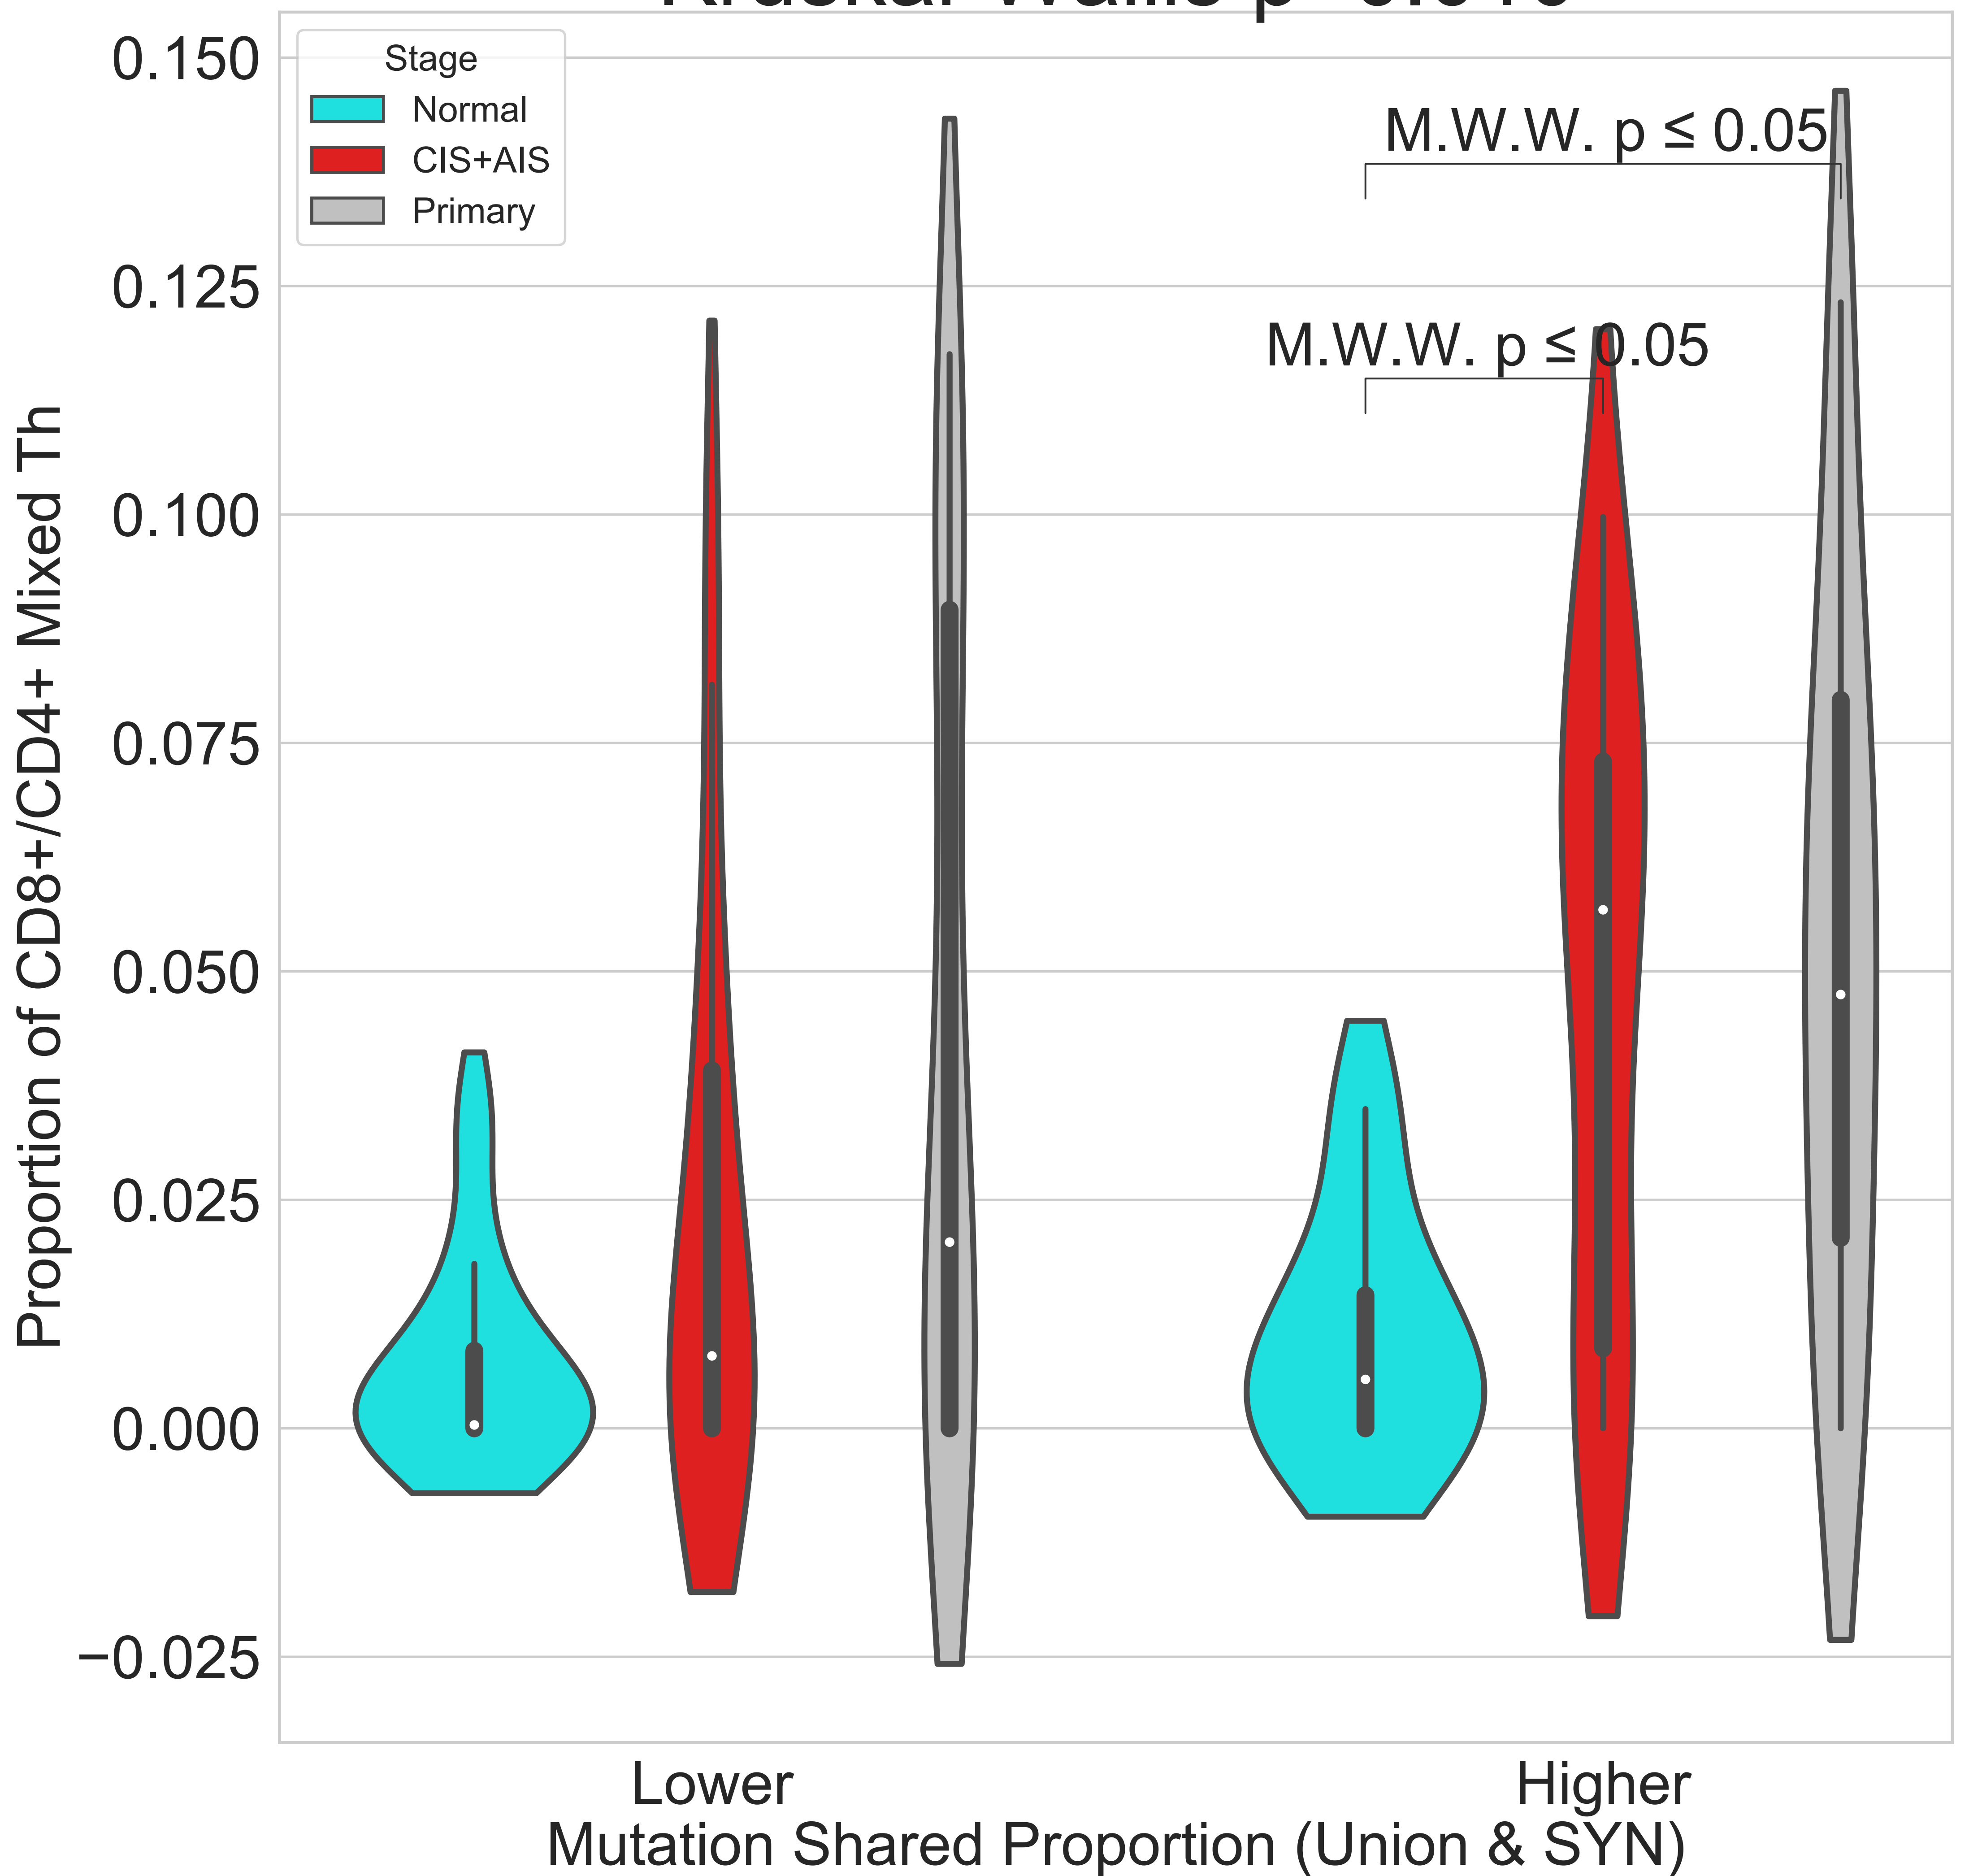 Stage
Normal
CIS+AIS
Primary
M.W.W. p ≤ 0.05
M.W.W. p ≤ 0.05
0.150
0.125
0.100
0.075
0.050
0.025
0.000
−0.025
Proportion of CD8+/CD4+ Mixed Th
Lower
Higher
Mutation Shared Proportion (Union & SYN)